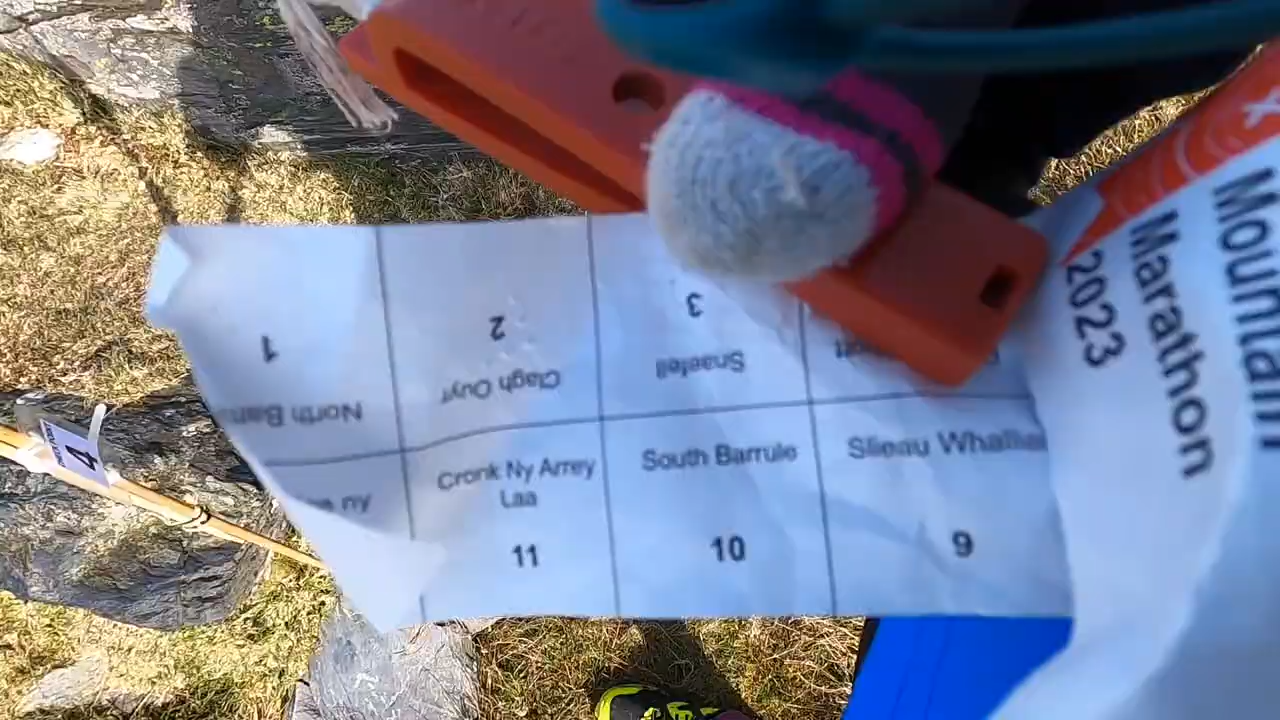 Mountain
Marathon
2023
1
North Barrule
2
Clagh Ouyr
3
Snaefell
Cronk Ny Arrey
Laa
11
South Barrule
10
Slieau Whallian
9
ny
4